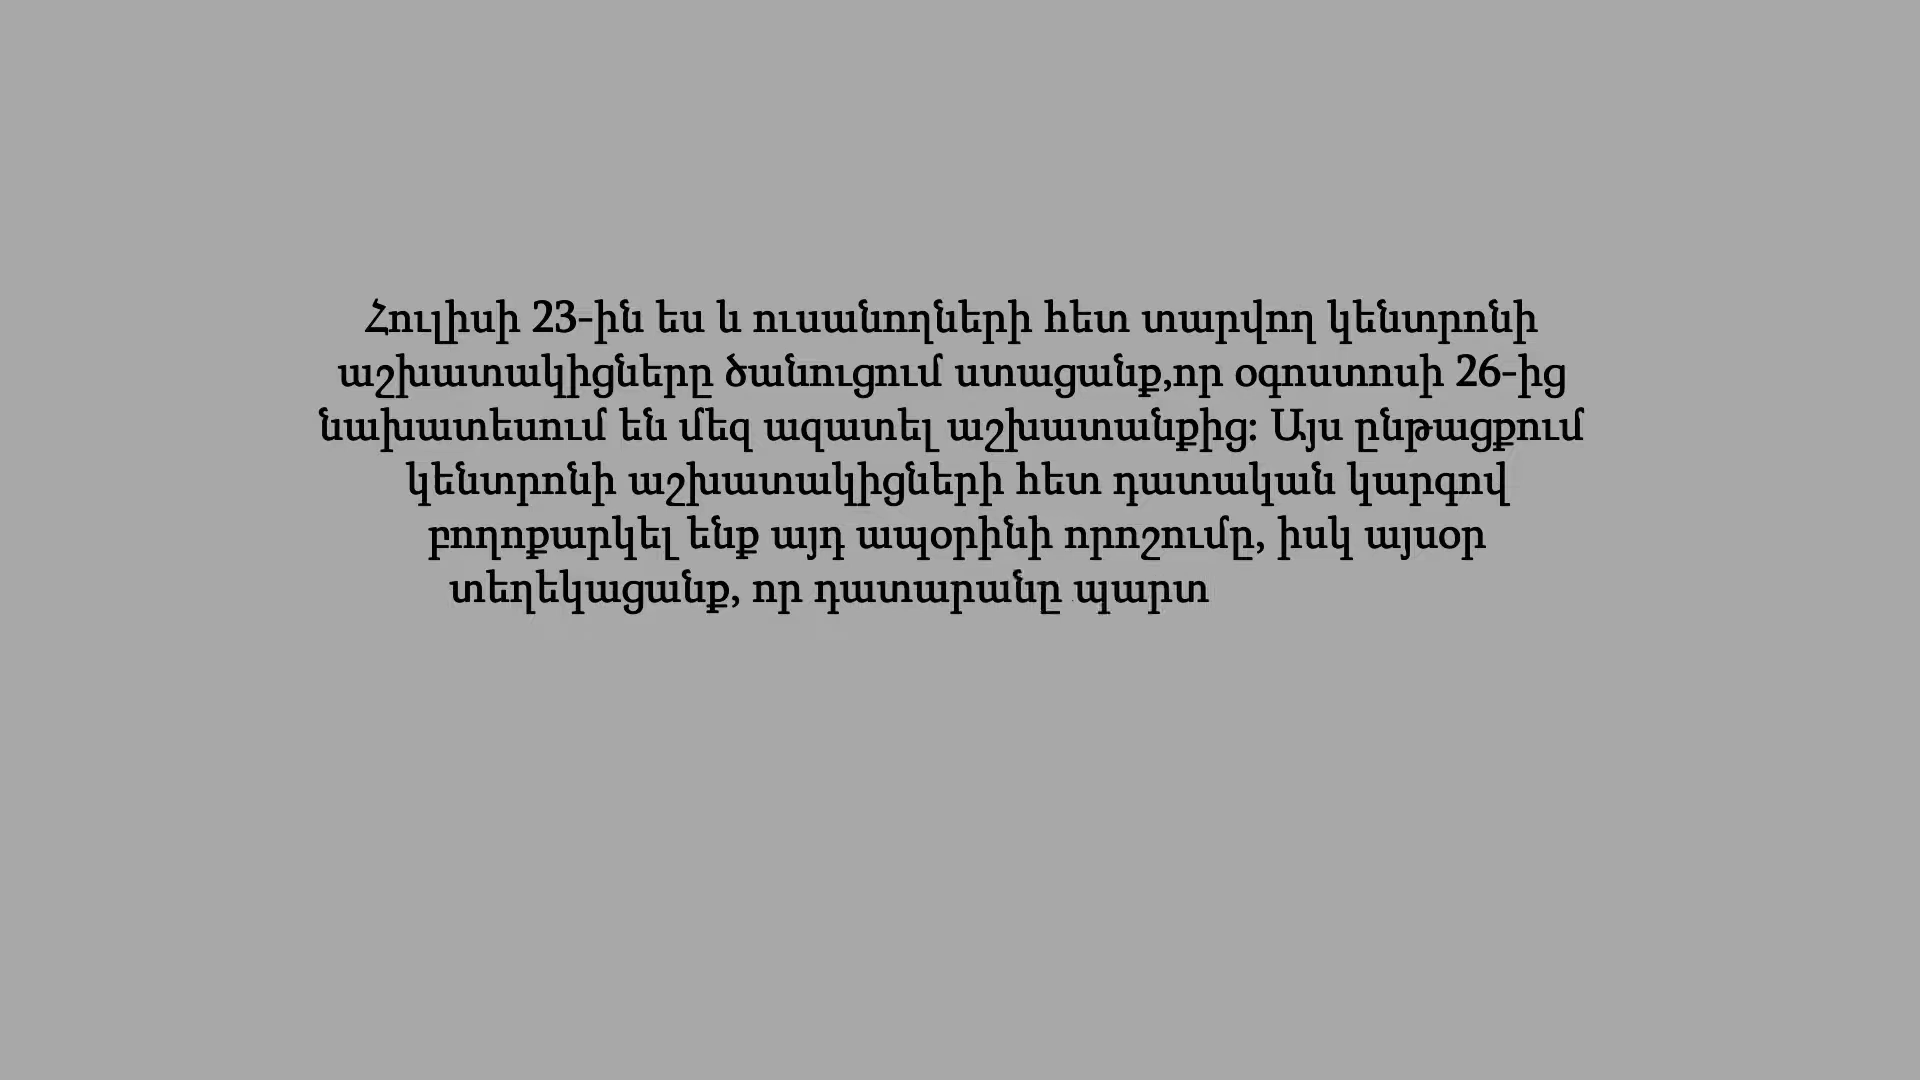 Հուլիսի 23-ին ես և ուսանողների հետ տարվող կենտրոնի
աշխատակիցները ծանուցում ստացանք,որ օգոստոսի 26-ից
նախատեսում են մեզ ազատել աշխատանքից։ Այս ընթացքում
կենտրոնի աշխատակիցների հետ դատական կարգով
բողոքարկել ենք այդ ապօրինի որոշումը, իսկ այսօր
տեղեկացանք, որ դատարանը պարտ